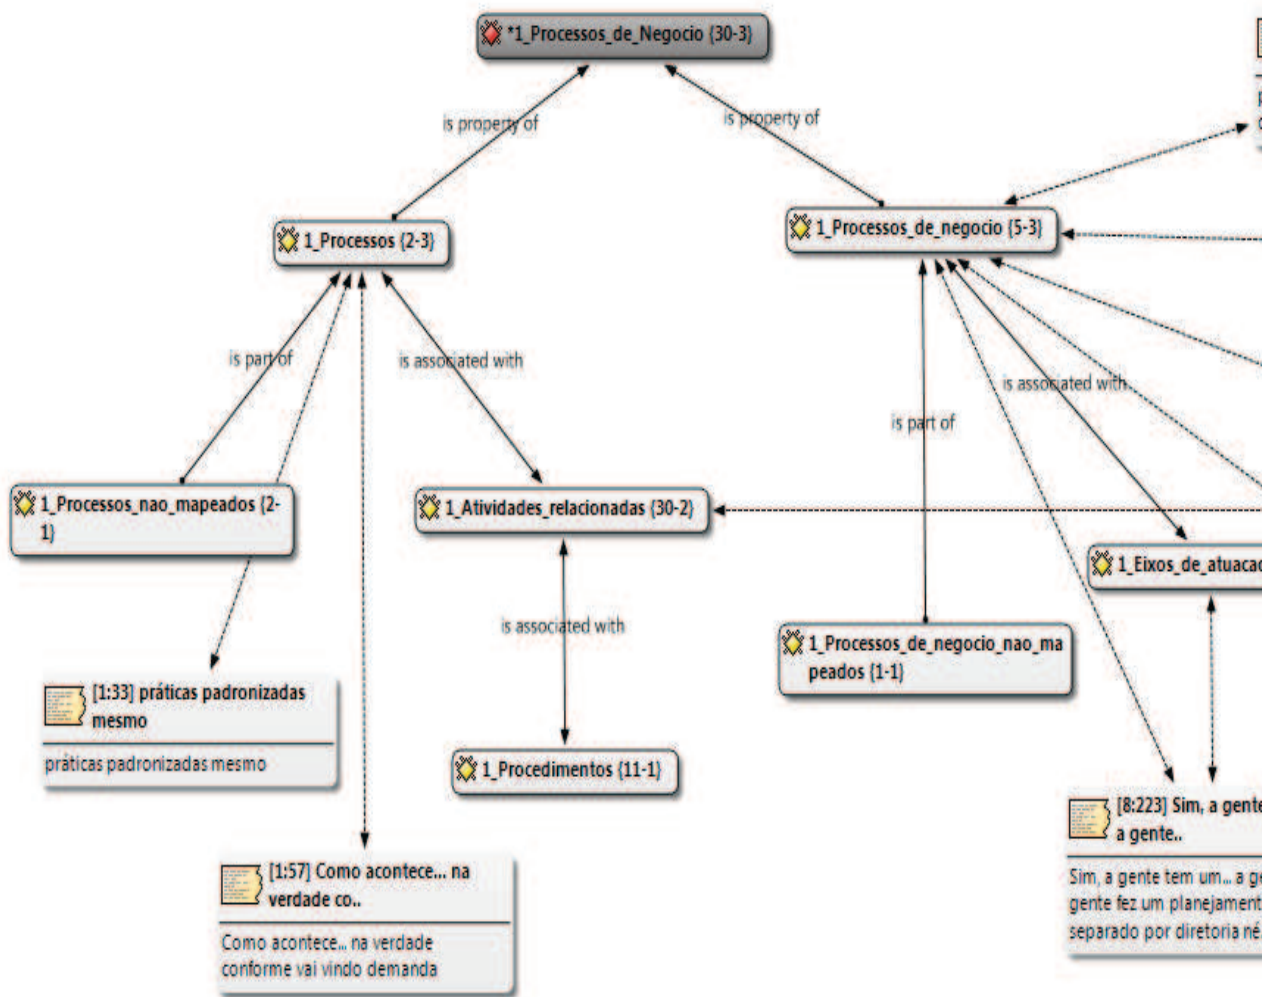 *1_Processos_de_Negocio {30-3}
is property of
is property of
1_Processos {2-3}
1_Processos_de_negocio {5-3}
is part of
is associated with
is associated with
is part of
1_Processos_nao_mapeados {2-
1}
1_Atividades_relacionadas {30-2}
1_Eixos_de_atuacao
is associated with
1_Processos_de_negocio_nao_ma
peados {1-1}
[1:33] práticas padronizadas
mesmo
práticas padronizadas mesmo
1_Procedimentos {11-1}
[8:223] Sim, a gente
a gente..
Sim, a gente tem um... a ge
gente fez um planejament
separado por diretoria né.
[1:57] Como acontece... na
verdade co..
Como acontece... na verdade
conforme vai vindo demanda